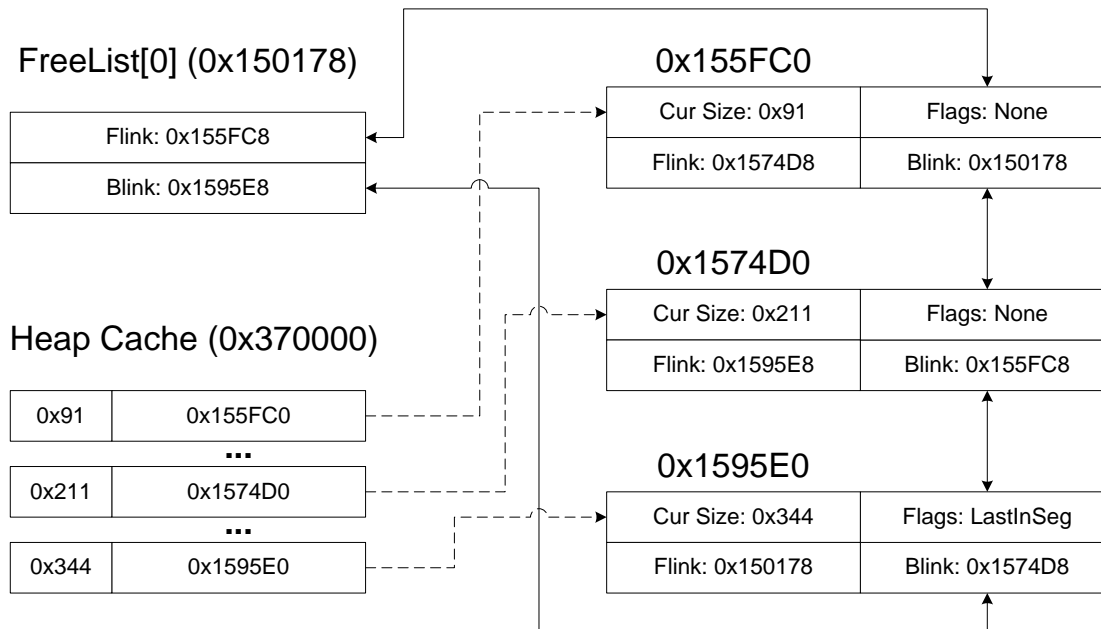 FreeList[0] (0x150178)
Flink: 0x155FC8
Blink: 0x1595E8
Heap Cache (0x370000)
0x91 0x155FC0
...
0x211 0x1574D0
...
0x344 0x1595E0
0x155FC0
Cur Size: 0x91 Flags: None
Flink: 0x1574D8 Blink: 0x150178
0x1574D0
Cur Size: 0x211 Flags: None
Flink: 0x1595E8 Blink: 0x155FC8
0x1595E0
Cur Size: 0x344 Flags: LastInSeg
Flink: 0x150178 Blink: 0x1574D8